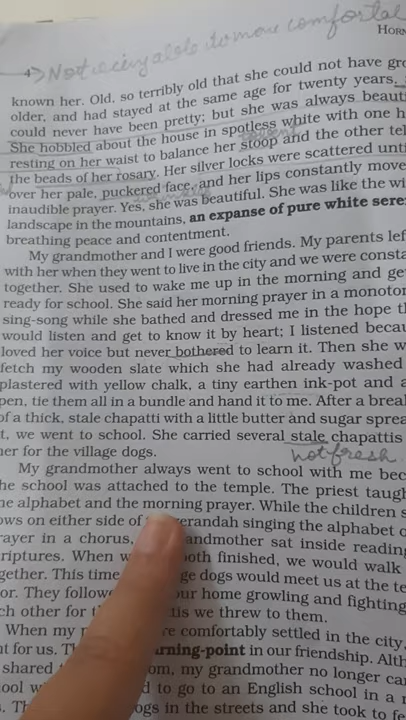 HORN
4 → Not being able to move comfortab
known her. Old, so terribly old that she could not have gro
older, and had stayed at the same age for twenty years.
could never have been pretty; but she was always beauti
She hobbled about the house in spotless white with one h
resting on her waist to balance her stoop and the other tel
the beads of her rosary. Her silver locks were scattered unti
over her pale, puckered face, and her lips constantly move
inaudible prayer. Yes, she was beautiful. She was like the wi
landscape in the mountains, an expanse of pure white sere
breathing peace and contentment.
My grandmother and I were good friends. My parents lef
with her when they went to live in the city and we were consta
together. She used to wake me up in the morning and ge
ready for school. She said her morning prayer in a monoton
sing-song while she bathed and dressed me in the hope t
would listen and get to know it by heart; I listened becau
loved her voice but never bothered to learn it. Then she w
fetch my wooden slate which she had already washed
plastered with yellow chalk, a tiny earthen ink-pot and a
pen, tie them all in a bundle and hand it to me. After a brea
of a thick, stale chapatti with a little butter and sugar sprea
t, we went to school. She carried several stale chapattis
her for the village dogs.
not fresh
My grandmother always went to school with me bec
he school was attached to the temple. The priest taug
he alphabet and the morning prayer. While the children s
ows on either side of verandah singing the alphabet o
rayer in a chorus, andmother sat inside reading
riptures. When w both finished, we would walk
gether. This time ge dogs would meet us at the te
or. They followe our home growling and fighting
ch other for t tis we threw to them.
When my p re comfortably settled in the city,
nt for us. T urning-point in our friendship. Alth
shared om, my grandmother no longer ca
ool w d to go to an English school in a m
s. Th ogs in the streets and she took to fe